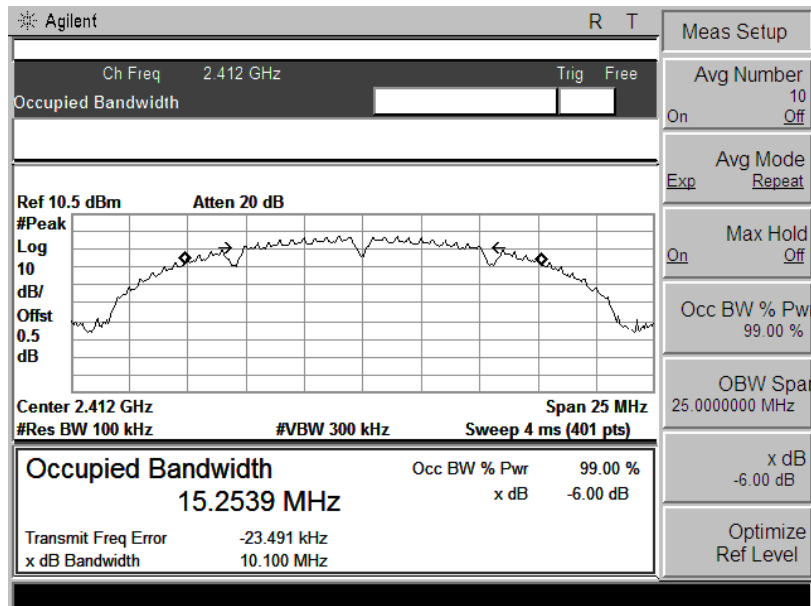 Agilent R T
Ch Freq 2.412 GHz Trig Free
Occupied Bandwidth
Ref 10.5 dBm Atten 20 dB
#Peak
Log
10
dB/
Offst
0.5
dB
Center 2.412 GHz Span 25 MHz
#Res BW 100 kHz #VBW 300 kHz Sweep 4 ms (401 pts)
Occupied Bandwidth Occ BW % Pwr 99.00 %
15.2539 MHz x dB -6.00 dB
Transmit Freq Error -23.491 kHz
x dB Bandwidth 10.100 MHz
Meas Setup
Avg Number
10
On Off
Avg Mode
Exp Repeat
Max Hold
On Off
Occ BW % Pwr
99.00 %
OBW Span
25.0000000 MHz
x dB
-6.00 dB
Optimize
Ref Level